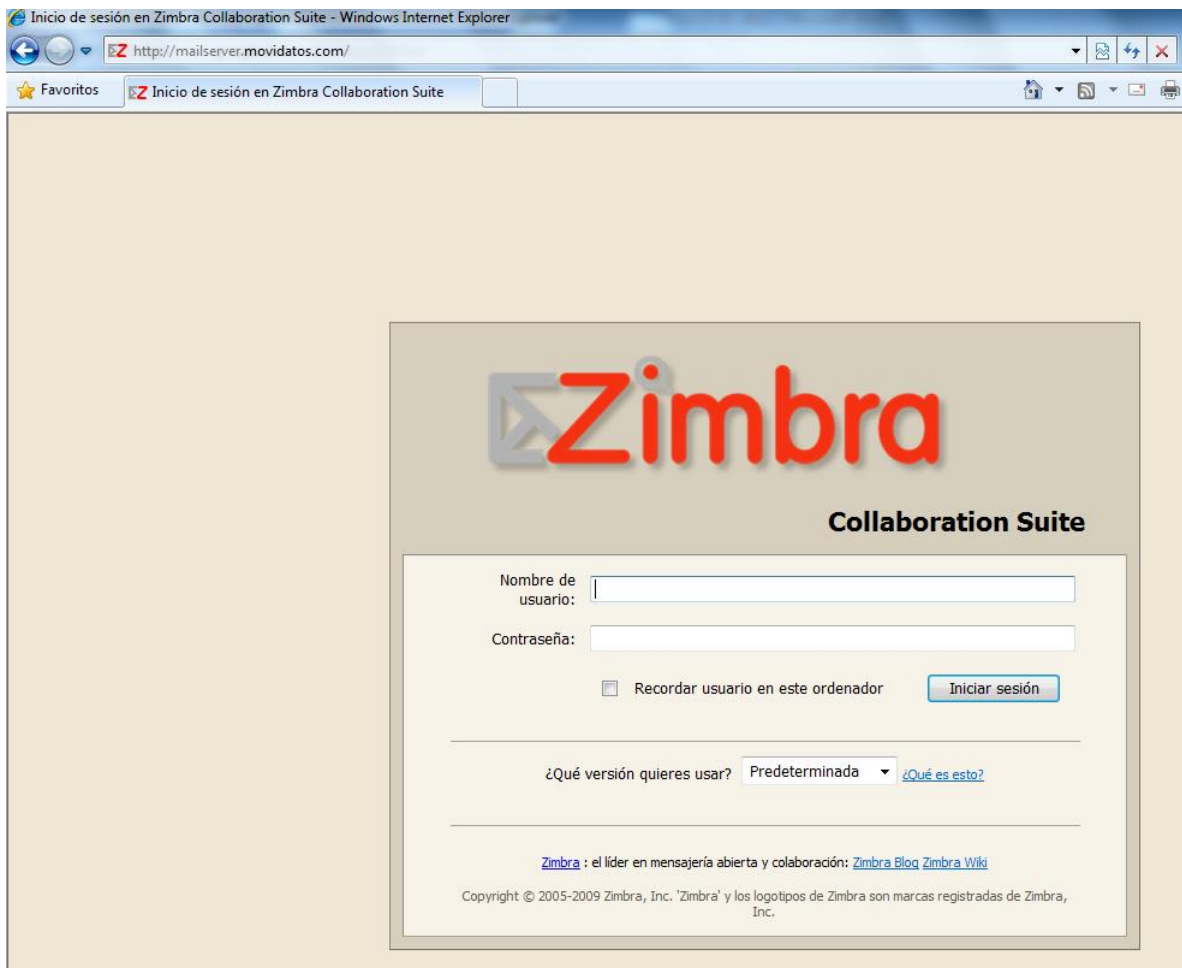 Inicio de sesión en Zimbra Collaboration Suite - Windows Internet Explorer
http://mailserver.movidatos.com/
Favoritos
Inicio de sesión en Zimbra Collaboration Suite
Zimbra
Collaboration Suite
Nombre de
usuario:
Contraseña:
Recordar usuario en este ordenador
Iniciar sesión
¿Qué versión quieres usar? Predeterminada ¿Qué es esto?
Zimbra : el líder en mensajería abierta y colaboración: Zimbra Blog Zimbra Wiki
Copyright © 2005-2009 Zimbra, Inc. 'Zimbra' y los logotipos de Zimbra son marcas registradas de Zimbra,
Inc.